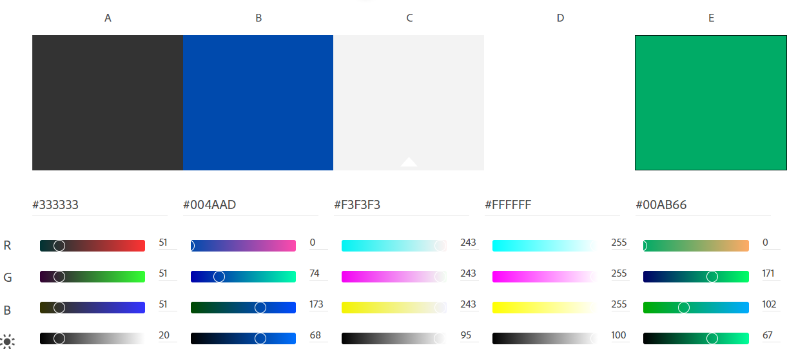 A B C D E
#333333 #004AAD #F3F3F3 #FFFFFF #00AB66
R 51 0 243 255 0
G 51 74 243 255 171
B 51 173 243 255 102
20 68 95 100 67